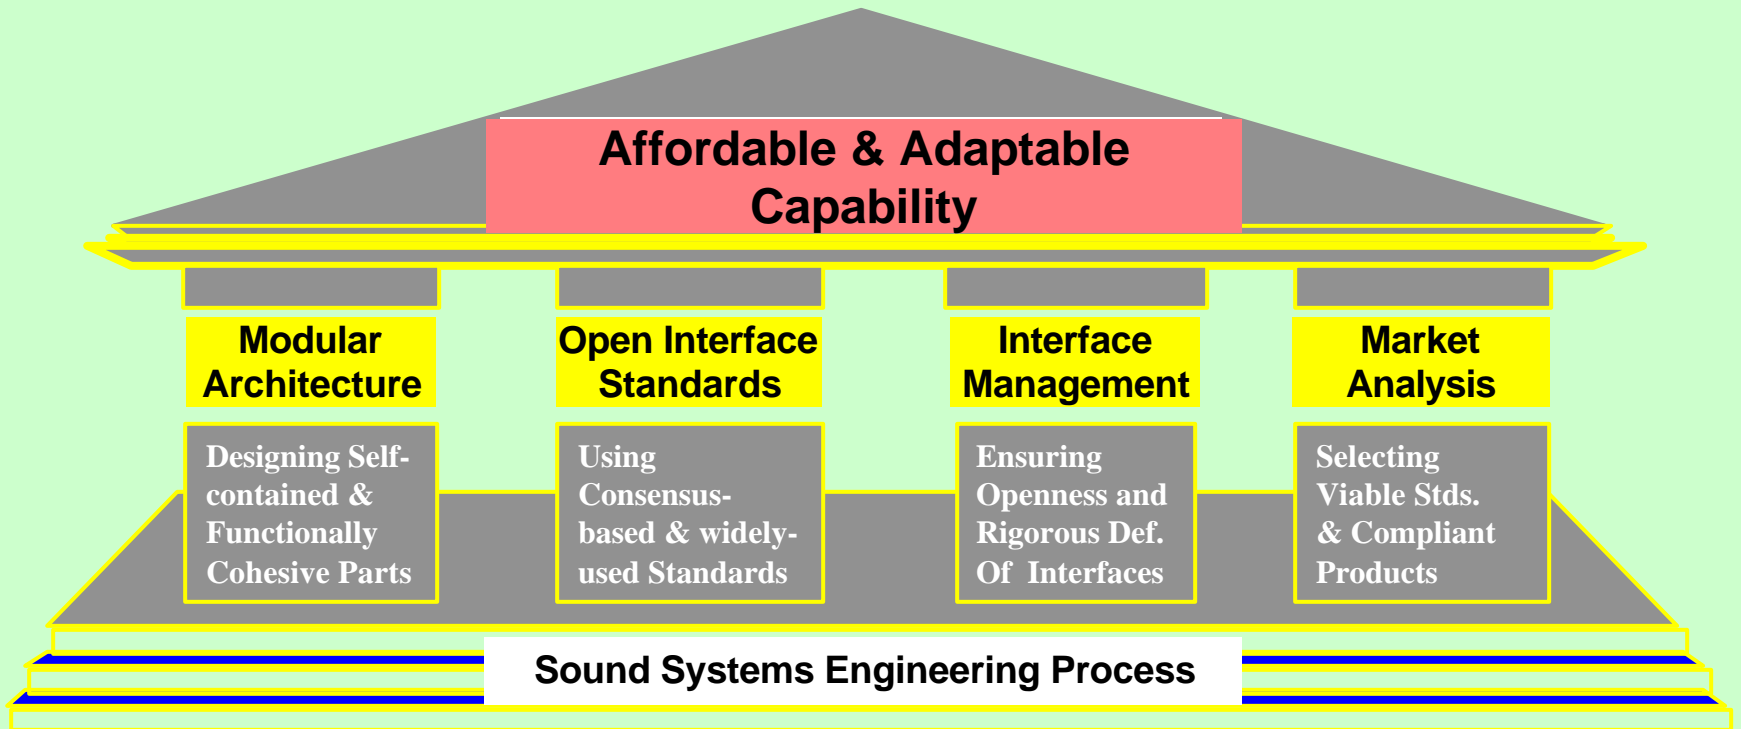 Affordable & Adaptable
Capability
Modular
Architecture
Open Interface
Standards
Interface
Management
Market
Analysis
Designing Self-
contained &
Functionally
Cohesive Parts
Using
Consensus-
based & widely-
used Standards
Ensuring
Openness and
Rigorous Def.
Of Interfaces
Selecting
Viable Stds.
& Compliant
Products
Sound Systems Engineering Process